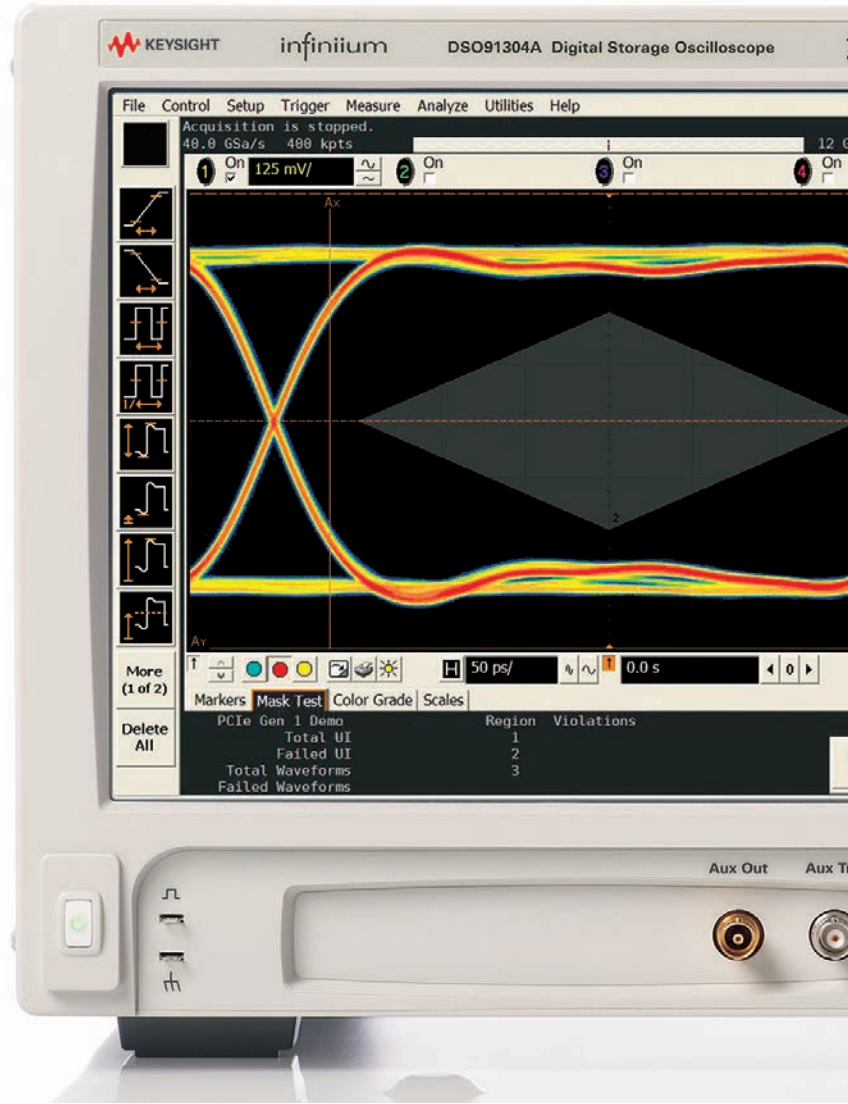 KEYSIGHT infiniium DSO91304A Digital Storage Oscilloscope
File Control Setup Trigger Measure Analyze Utilities Help
Acquisition is stopped.
40.0 GSa/s 400 kpts 12 G
1 On 125 mV/ 2 On 3 On 4 On
Ax
2
Ay
1/
More
(1 of 2)
H 50 ps/ 0.0 s 0
Markers Mask Test Color Grade Scales
Delete
All
PCIe Gen 1 Demo Region Violations
Total UI 1
Failed UI 2
Total Waveforms 3
Failed Waveforms
Aux Out Aux Tr